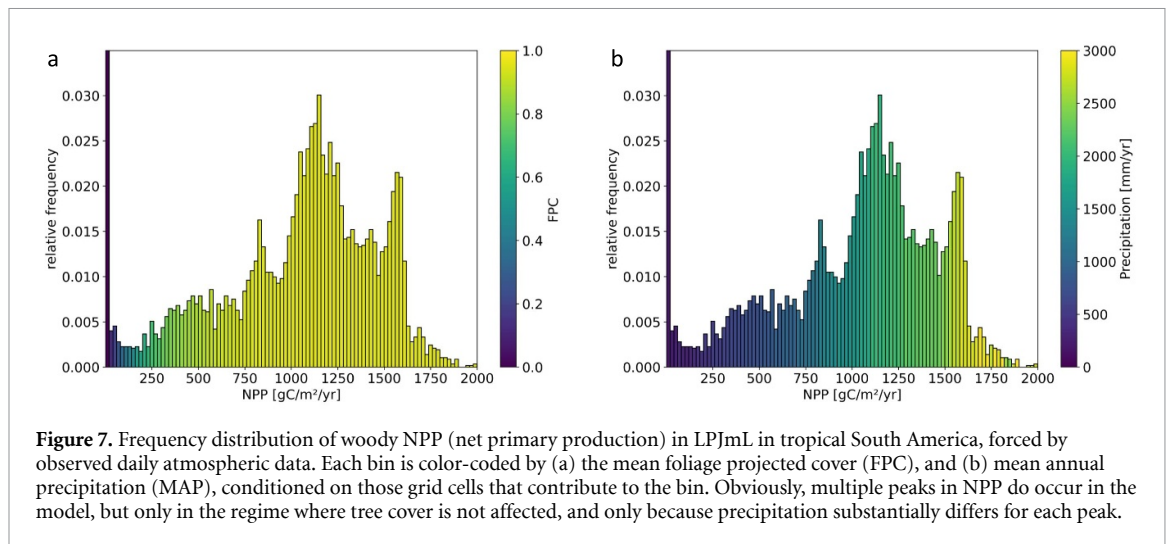 a
0.030
0.025
0.020
0.015
0.010
0.005
0.000
relative frequency
250 500 750 1000 1250 1500 1750 2000
NPP [gC/m²/yr]
1.0
0.8
0.6
0.4
0.2
0.0
FPC
b
0.030
0.025
0.020
0.015
0.010
0.005
0.000
relative frequency
250 500 750 1000 1250 1500 1750 2000
NPP [gC/m²/yr]
3000
2500
2000
1500
1000
500
0
Precipitation [mm/yr]
Figure 7. Frequency distribution of woody NPP (net primary production) in LPJmL in tropical South America, forced by
observed daily atmospheric data. Each bin is color-coded by (a) the mean foliage projected cover (FPC), and (b) mean annual
precipitation (MAP), conditioned on those grid cells that contribute to the bin. Obviously, multiple peaks in NPP do occur in the
model, but only in the regime where tree cover is not affected, and only because precipitation substantially differs for each peak.